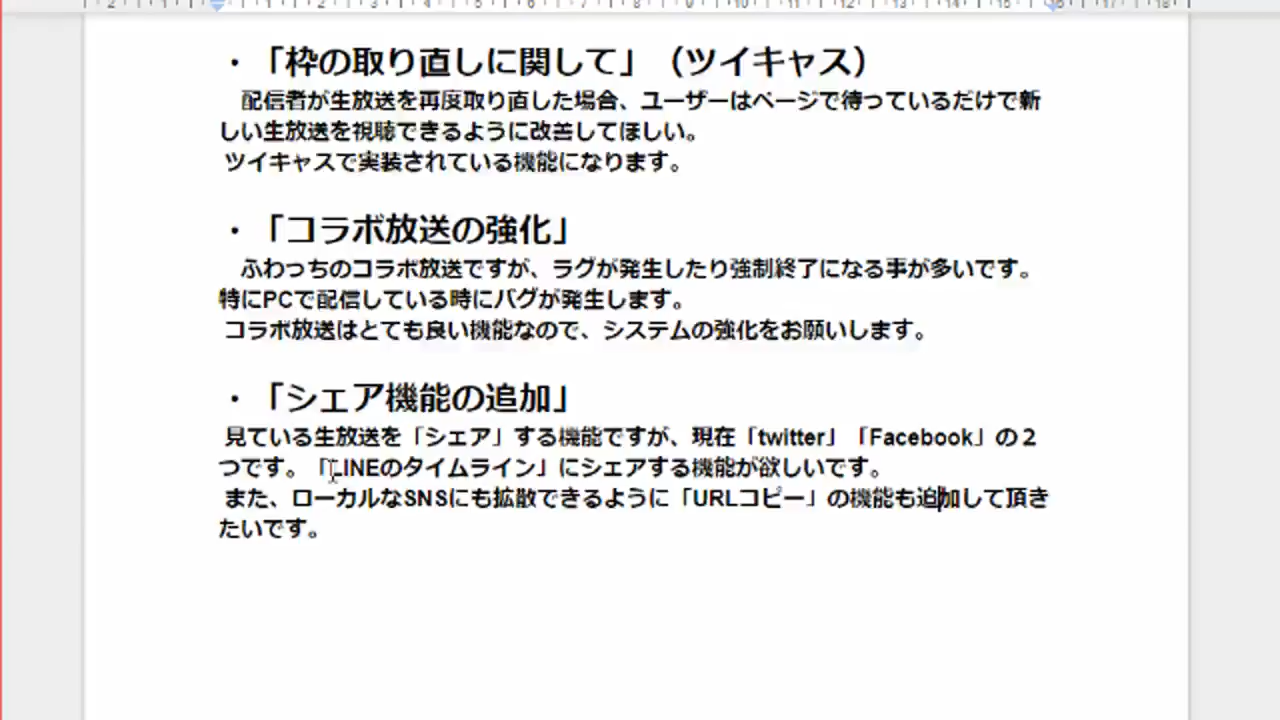 ・「枠の取り直しに関して」（ツイキャス）
配信者が生放送を再度取り直した場合、ユーザーはページで待っているだけで新
しい生放送を視聴できるように改善してほしい。
ツイキャスで実装されている機能になります。
・「コラボ放送の強化」
ふわっちのコラボ放送ですが、ラグが発生したり強制終了になる事が多いです。
特にPCで配信している時にバグが発生します。
コラボ放送はとても良い機能なので、システムの強化をお願いします。
・「シェア機能の追加」
見ている生放送を「シェア」する機能ですが、現在「twitter」「Facebook」の２
つです。「LINEのタイムライン」にシェアする機能が欲しいです。
また、ローカルなSNSにも拡散できるように「URLコピー」の機能も追加して頂き
たいです。